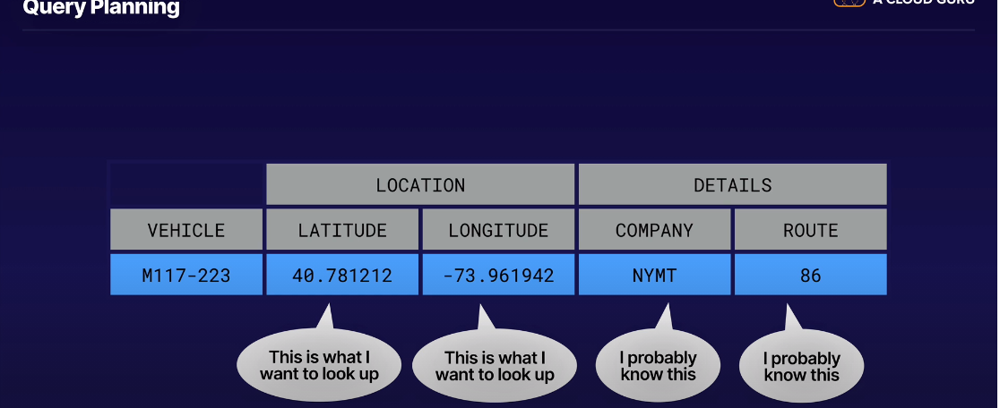 Query Planning
A CLOUD GURU
LOCATION DETAILS
VEHICLE LATITUDE LONGITUDE COMPANY ROUTE
M117-223 40.781212 -73.961942 NYMT 86
This is what I
want to look up
This is what I
want to look up
I probably
know this
I probably
know this